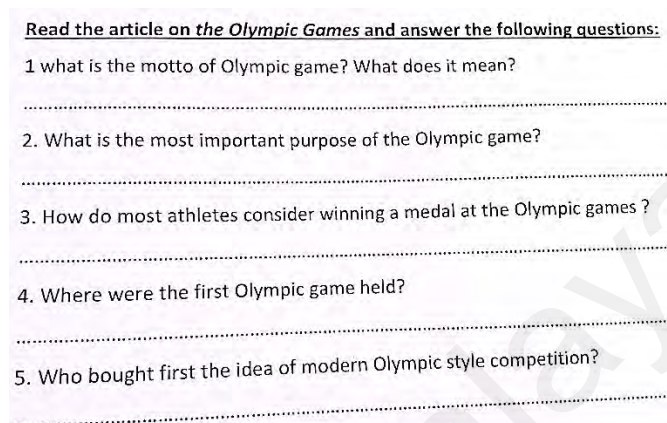 Read the article on the Olympic Games and answer the following questions:
1 what is the motto of Olympic game? What does it mean?
2. What is the most important purpose of the Olympic game?
3. How do most athletes consider winning a medal at the Olympic games ?
4. Where were the first Olympic game held?
5. Who bought first the idea of modern Olympic style competition?